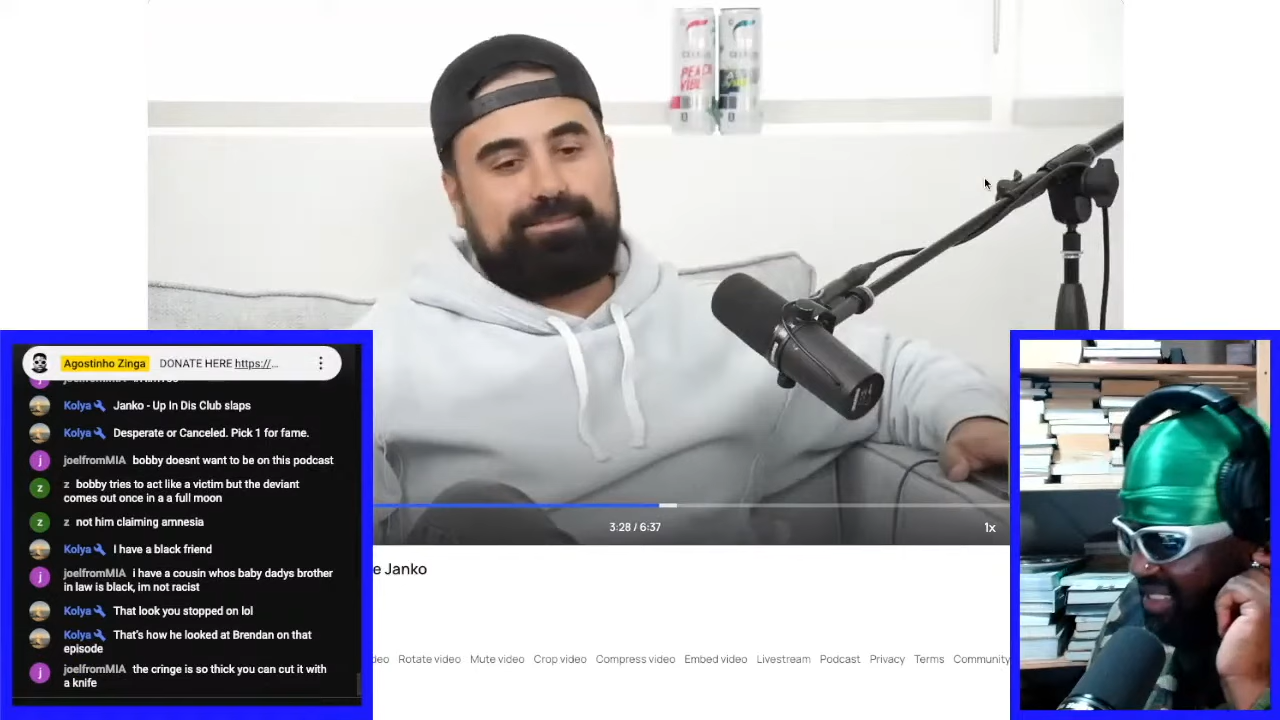 PEACH
VIBE
3:28 / 6:37
1x
Agostinho Zinga DONATE HERE https://...
Kolya Janko - Up In Dis Club slaps
Kolya Desperate or Canceled. Pick 1 for fame.
joelfromMIA bobby doesnt want to be on this podcast
z bobby tries to act like a victim but the deviant
comes out once in a a full moon
z not him claiming amnesia
Kolya I have a black friend
joelfromMIA i have a cousin whos baby dadys brother
in law is black, im not racist
Kolya That look you stopped on lol
Kolya That's how he looked at Brendan on that
episode
joelfromMIA the cringe is so thick you can cut it with
a knife
e Janko
deo Rotate video Mute video Crop video Compress video Embed video Livestream Podcast Privacy Terms Community